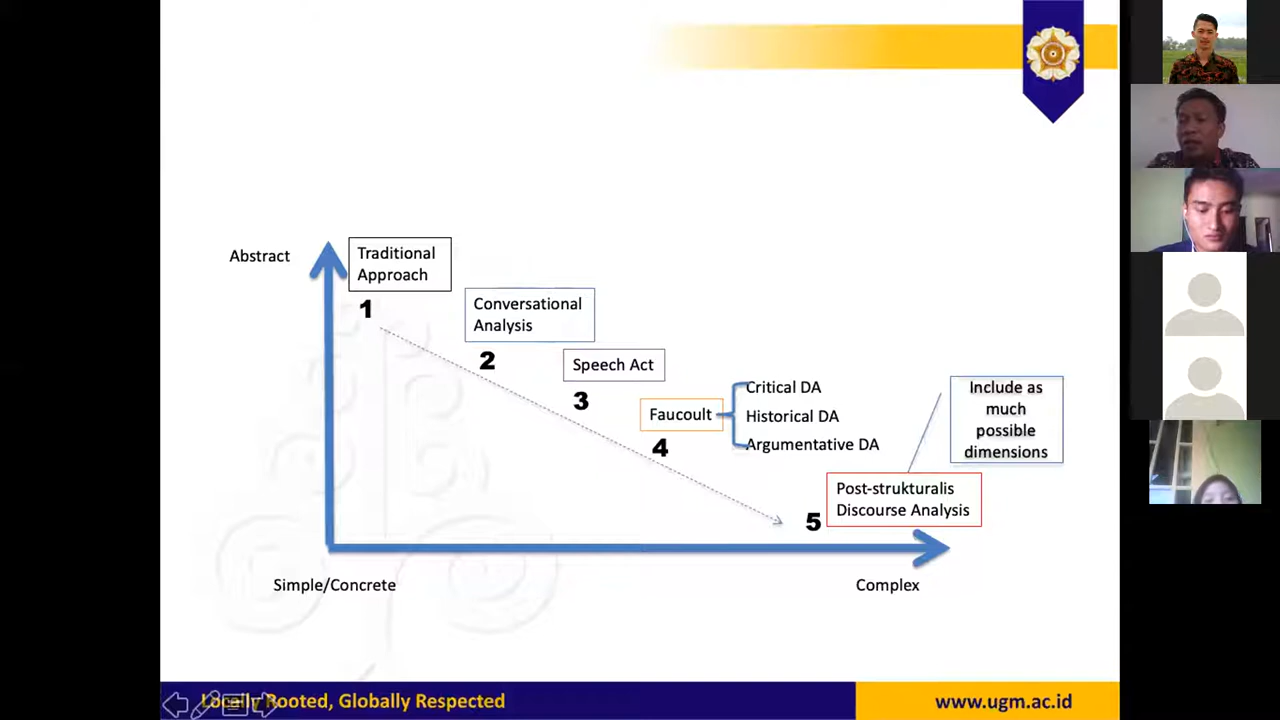 Abstract
Traditional
Approach
1
Conversational
Analysis
2
Speech Act
3
Faucoult
4
Critical DA
Historical DA
Argumentative DA
Include as
much
possible
dimensions
Post-strukturalis
Discourse Analysis
5
Simple/Concrete
Complex
Locally Rooted, Globally Respected
www.ugm.ac.id